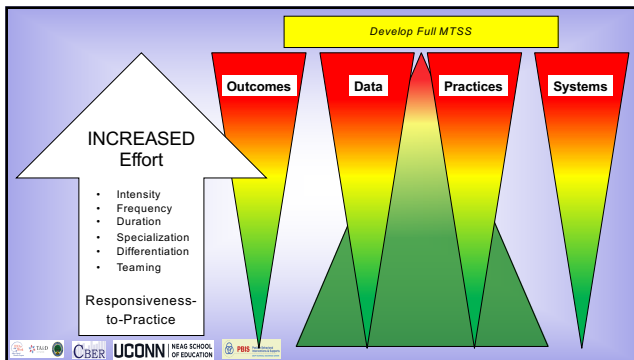 Develop Full MTSS
Outcomes
Data
Practices
Systems
INCREASED
Effort
• Intensity
• Frequency
• Duration
• Specialization
• Differentiation
• Teaming
Responsiveness-
to-Practice
CBER
UCONN
NEAG SCHOOL
OF EDUCATION
PBIS